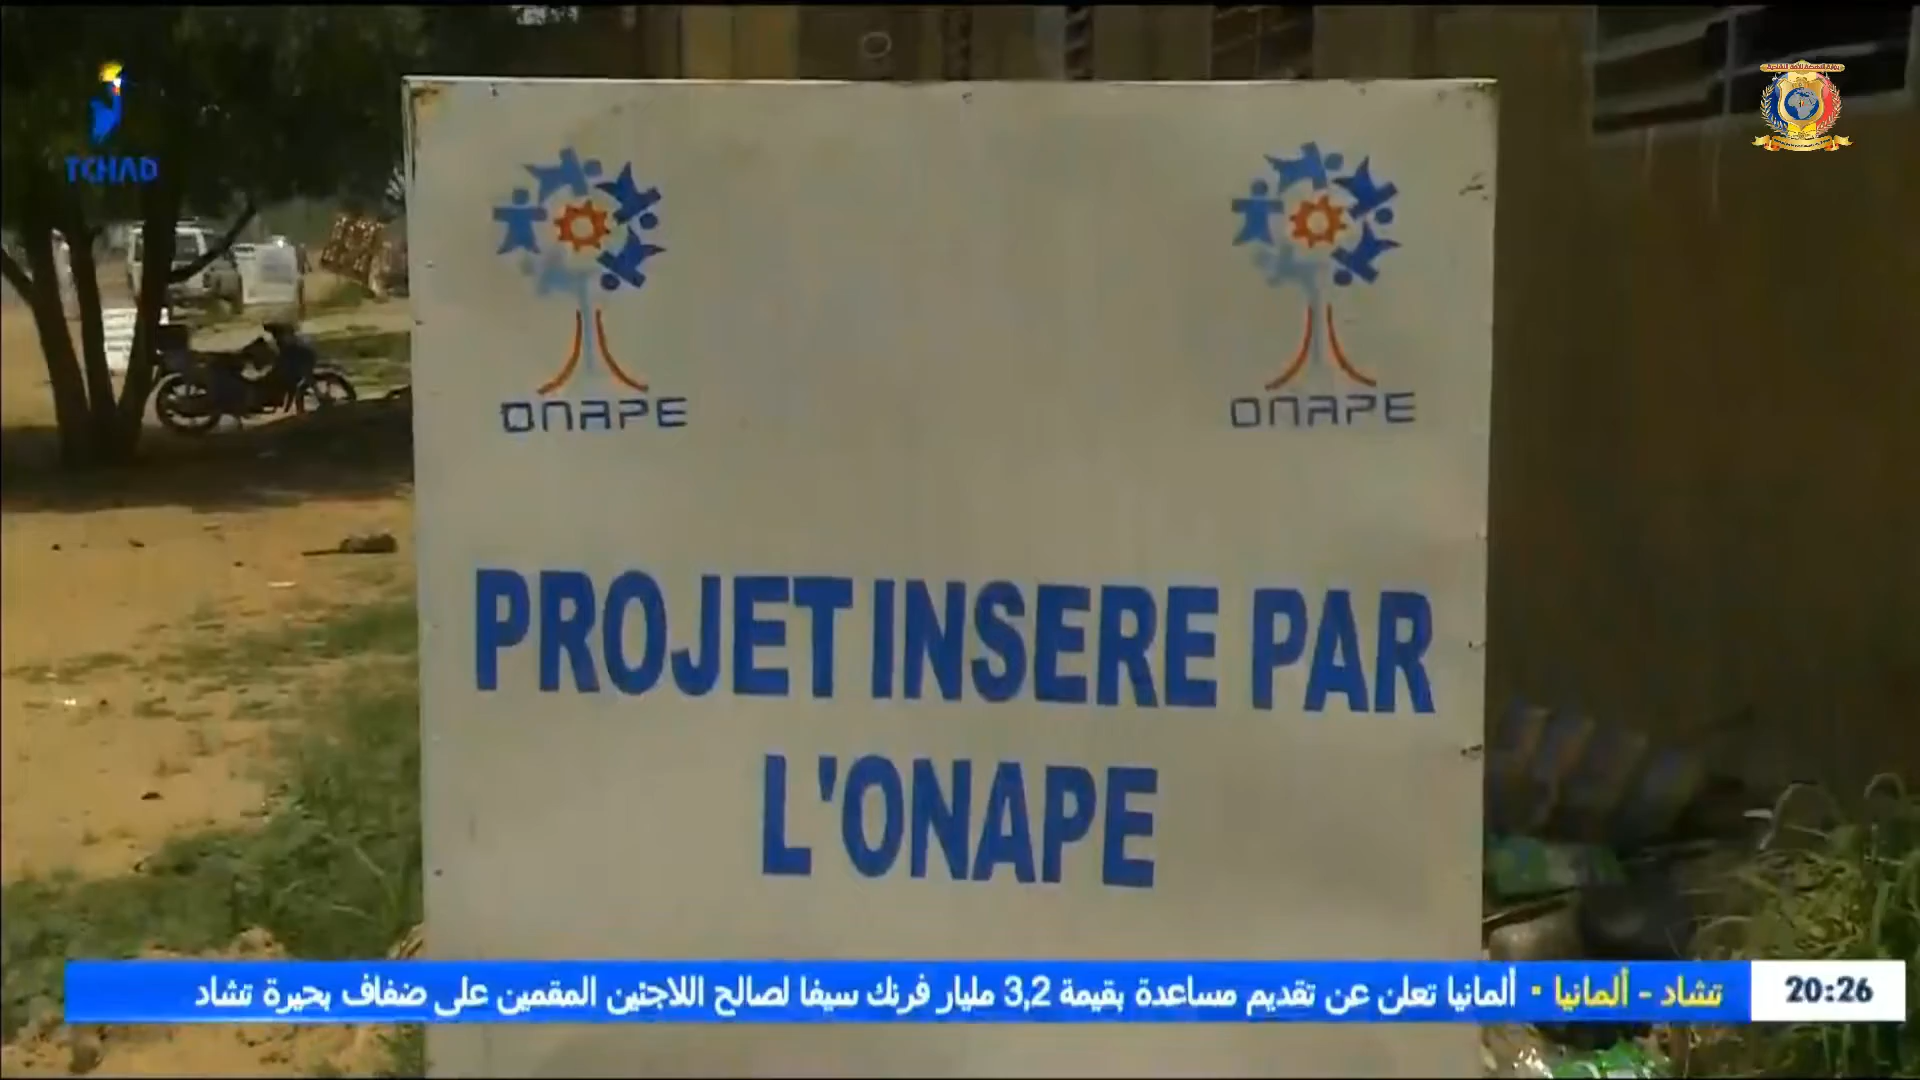 TCHAD
ONAPE
ONAPE
PROJET INSERE PAR
L'ONAPE
تشاد - ألمانيا · ألمانيا تعلن عن تقديم مساعدة بقيمة 3,2 مليار فرنك سيفا لصالح اللاجئين المقمين على ضفاف بحيرة تشاد
20:26